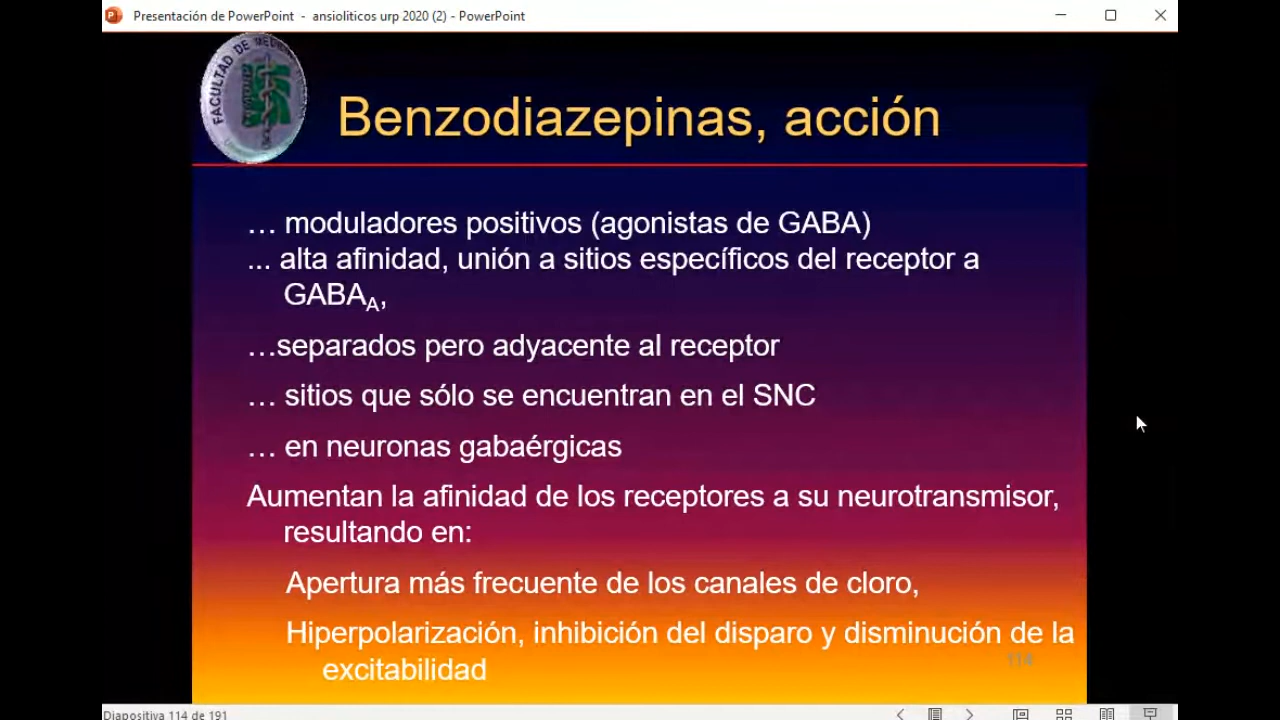 Presentación de PowerPoint - ansioliticos urp 2020 (2) - PowerPoint
FACULTAD DE
Benzodiazepinas, acción
… moduladores positivos (agonistas de GABA)
... alta afinidad, unión a sitios específicos del receptor a
GABAA,
…separados pero adyacente al receptor
… sitios que sólo se encuentran en el SNC
… en neuronas gabaérgicas
Aumentan la afinidad de los receptores a su neurotransmisor,
resultando en:
Apertura más frecuente de los canales de cloro,
Hiperpolarización, inhibición del disparo y disminución de la
excitabilidad
114
Diapositiva 114 de 191